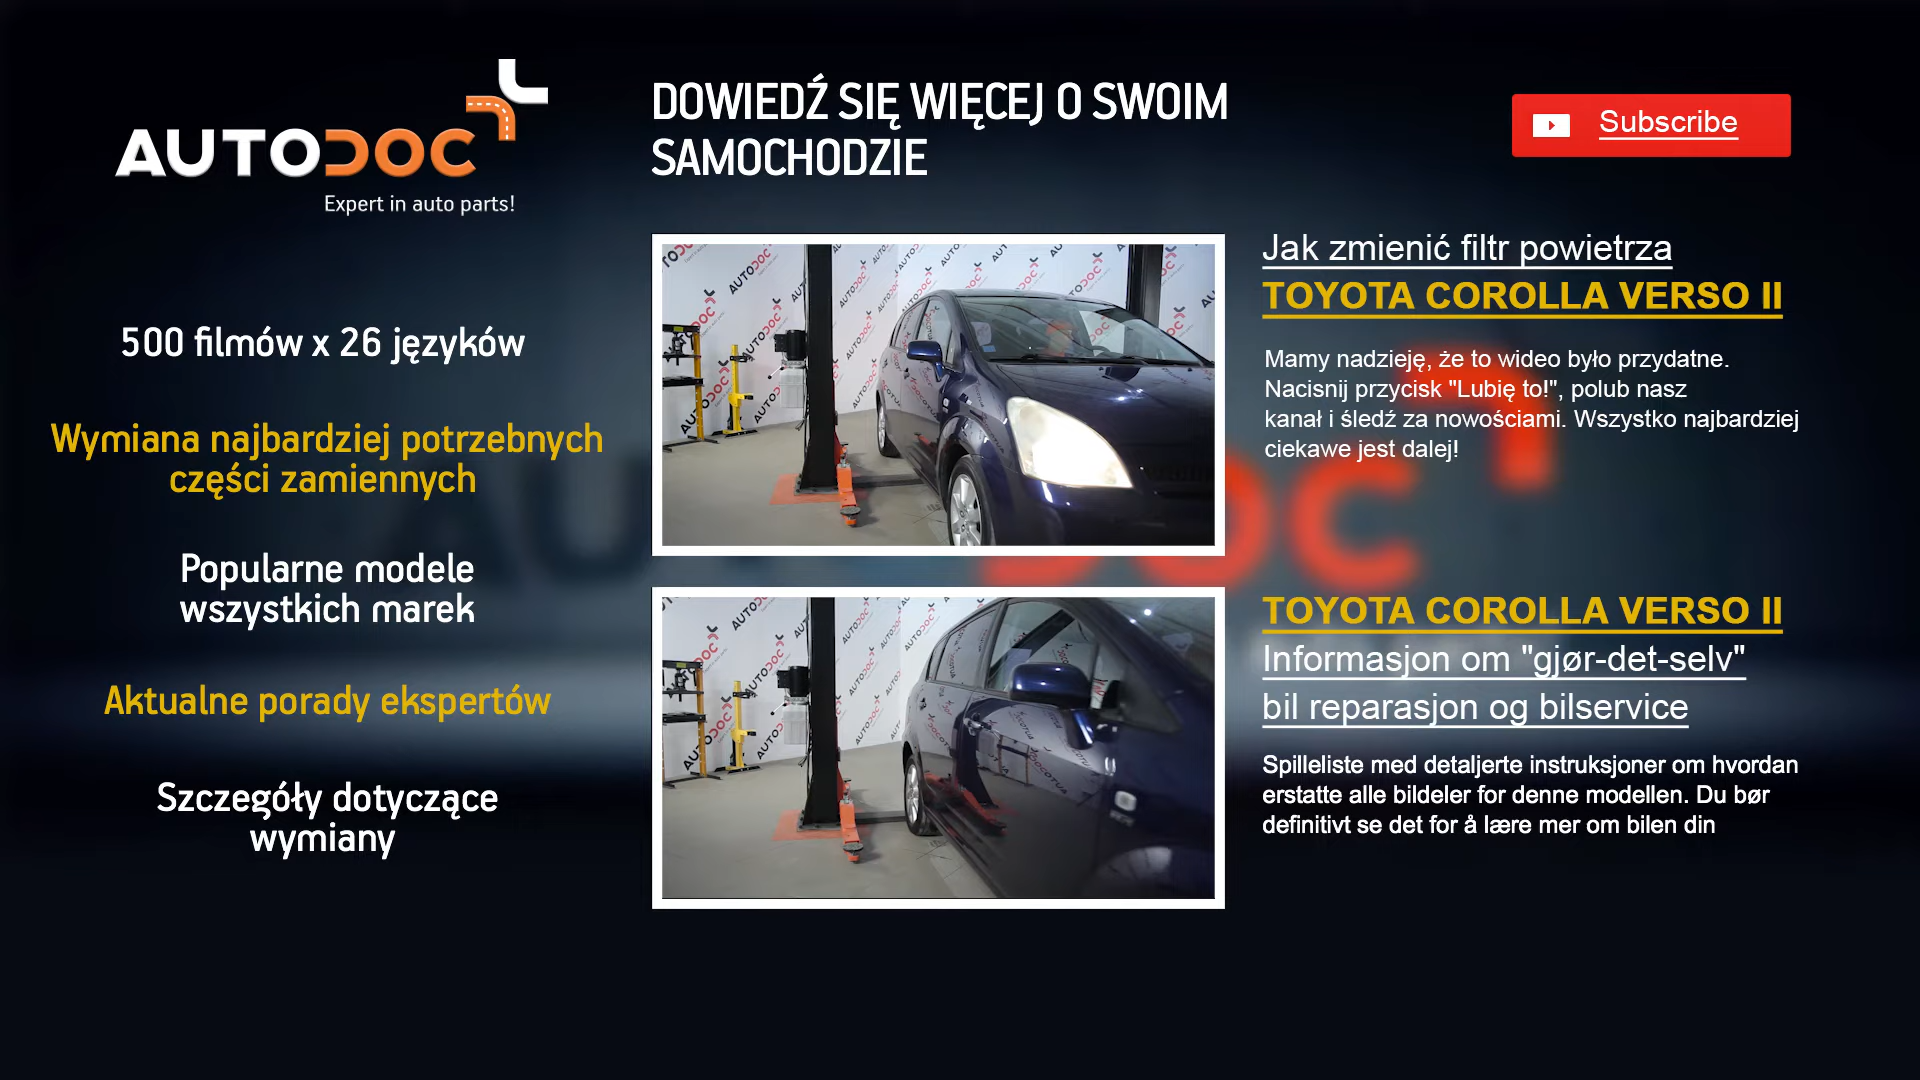 AUTODOC
Expert in auto parts!
500 filmów x 26 języków
Wymiana najbardziej potrzebnych
części zamiennych
Popularne modele
wszystkich marek
Aktualne porady ekspertów
Szczegóły dotyczące
wymiany
DOWIEDŹ SIĘ WIĘCEJ O SWOIM
SAMOCHODZIE
Subscribe
Jak zmienić filtr powietrza
TOYOTA COROLLA VERSO II
Mamy nadzieję, że to wideo było przydatne.
Nacisnij przycisk "Lubię to!", polub nasz
kanał i śledź za nowościami. Wszystko najbardziej
ciekawe jest dalej!
TOYOTA COROLLA VERSO II
Informasjon om "gjør-det-selv"
bil reparasjon og bilservice
Spilleliste med detaljerte instruksjoner om hvordan
erstatte alle bildeler for denne modellen. Du bør
definitivt se det for å lære mer om bilen din